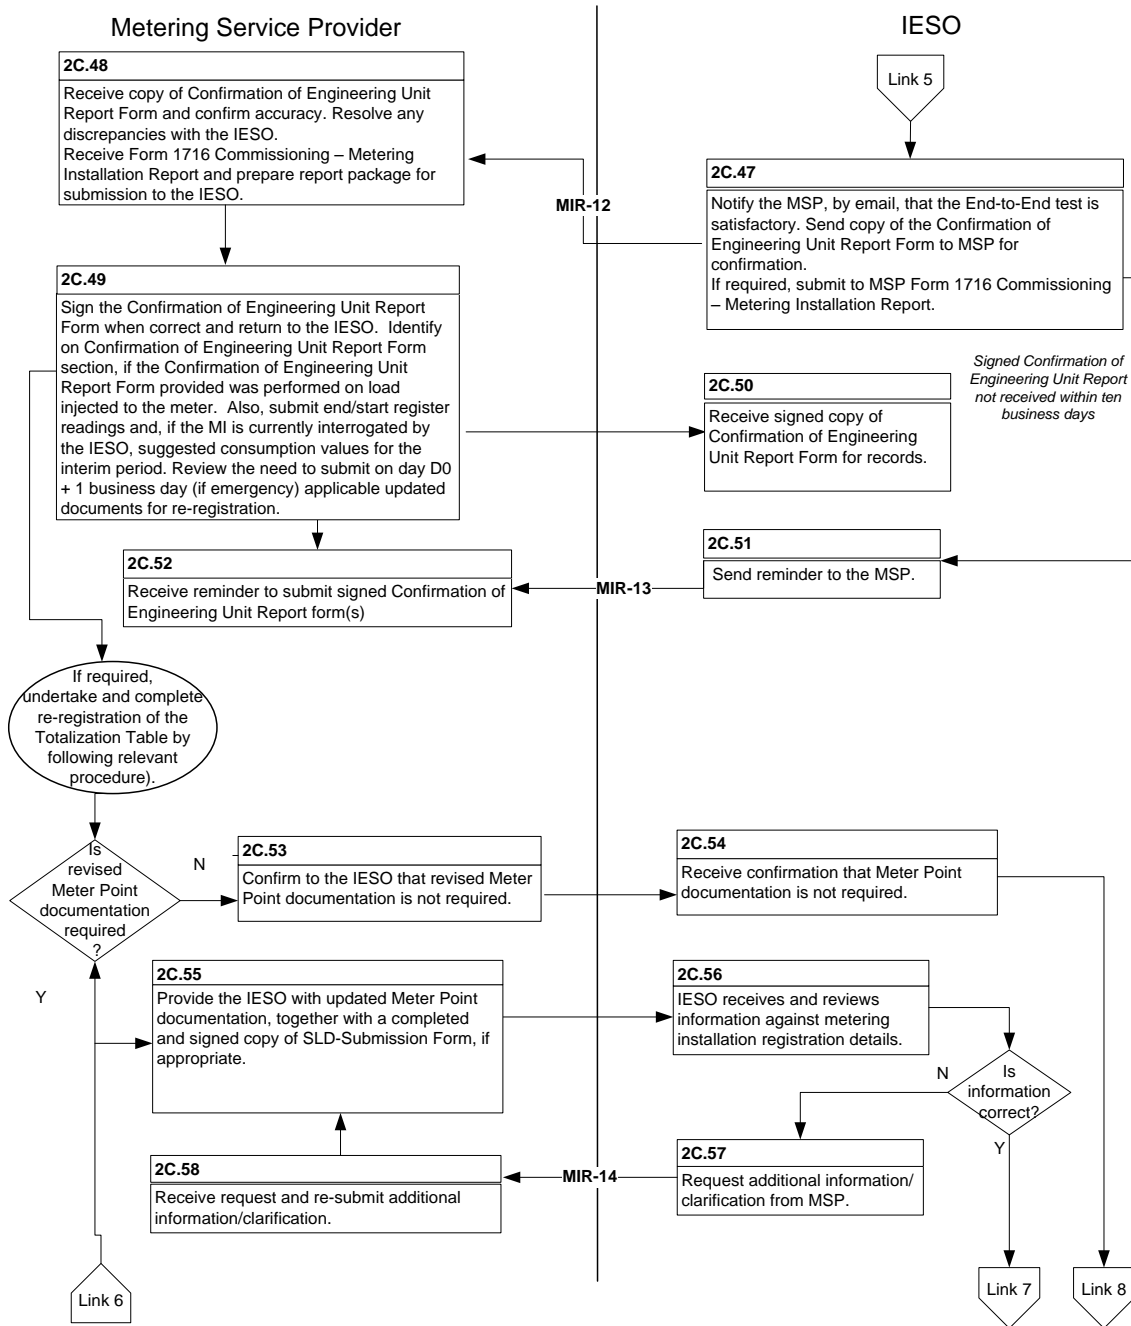 Metering Service Provider
IESO
2C.48
Receive copy of Confirmation of Engineering Unit
Report Form and confirm accuracy. Resolve any
discrepancies with the IESO.
Receive Form 1716 Commissioning – Metering
Installation Report and prepare report package for
submission to the IESO.
Link 5
MIR-12
2C.47
Notify the MSP, by email, that the End-to-End test is
satisfactory. Send copy of the Confirmation of
Engineering Unit Report Form to MSP for
confirmation.
If required, submit to MSP Form 1716 Commissioning
– Metering Installation Report.
2C.49
Sign the Confirmation of Engineering Unit Report
Form when correct and return to the IESO.  Identify
on Confirmation of Engineering Unit Report Form
section, if the Confirmation of Engineering Unit
Report Form provided was performed on load
injected to the meter.  Also, submit end/start register
readings and, if the MI is currently interrogated by
the IESO, suggested consumption values for the
interim period. Review the need to submit on day D0
+ 1 business day (if emergency) applicable updated
documents for re-registration.
Signed Confirmation of
Engineering Unit Report
not received within ten
business days
2C.50
Receive signed copy of
Confirmation of Engineering
Unit Report Form for records.
2C.51
Send reminder to the MSP.
MIR-13
2C.52
Receive reminder to submit signed Confirmation of
Engineering Unit Report form(s)
If required,
undertake and complete
re-registration of the
Totalization Table by
following relevant
procedure).
Is
revised
Meter Point
documentation
required
?
N
Y
2C.53
Confirm to the IESO that revised Meter
Point documentation is not required.
2C.54
Receive confirmation that Meter Point
documentation is not required.
2C.55
Provide the IESO with updated Meter Point
documentation, together with a completed
and signed copy of SLD-Submission Form, if
appropriate.
2C.56
IESO receives and reviews
information against metering
installation registration details.
Is
information
correct?
N
Y
2C.57
Request additional information/
clarification from MSP.
MIR-14
2C.58
Receive request and re-submit additional
information/clarification.
Link 6
Link 7
Link 8